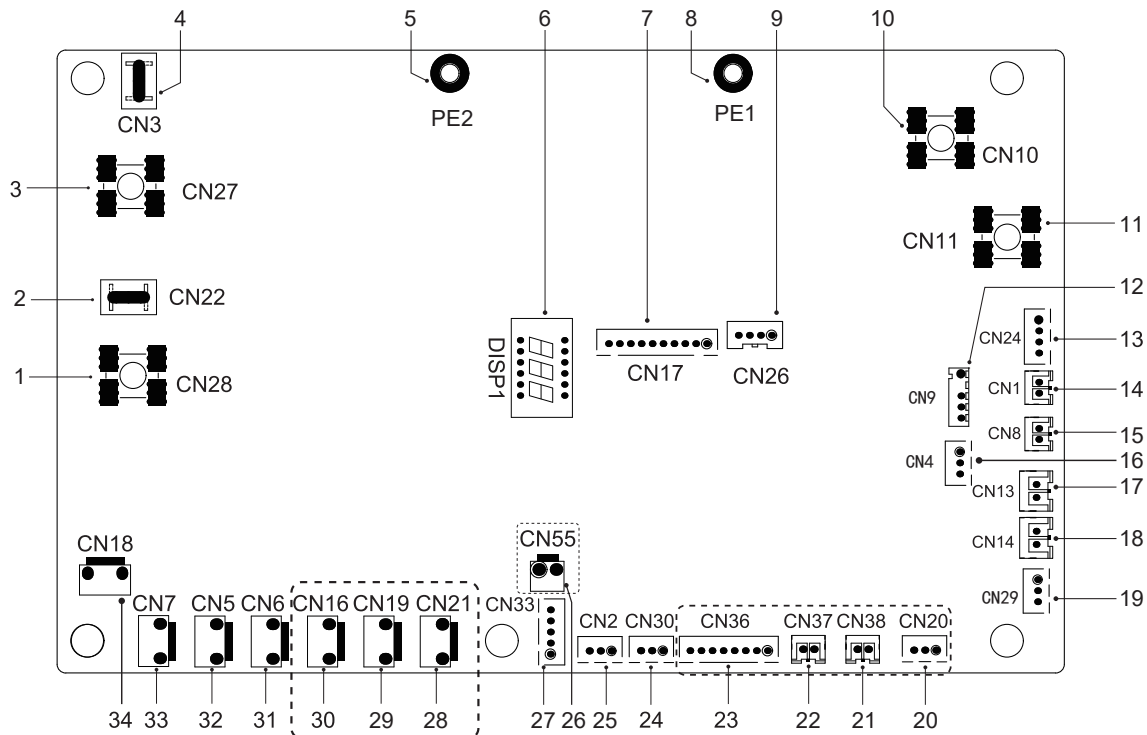 4 5 6 7 8 9 10
CN3 PE2 PE1
CN10
3 CN27
CN11 11
2 CN22
12
CN24 13
DISP1
CN17 CN26
1 CN28
CN9 CN1 14
CN8 15
CN4 16
CN13 17
CN14 18
CN18 CN55
CN29 19
CN7 CN5 CN6 CN16 CN19 CN21 CN33 CN2 CN30 CN36 CN37 CN38 CN20
34 33 32 31 30 29 28 27 26 25 24 23 22 21 20